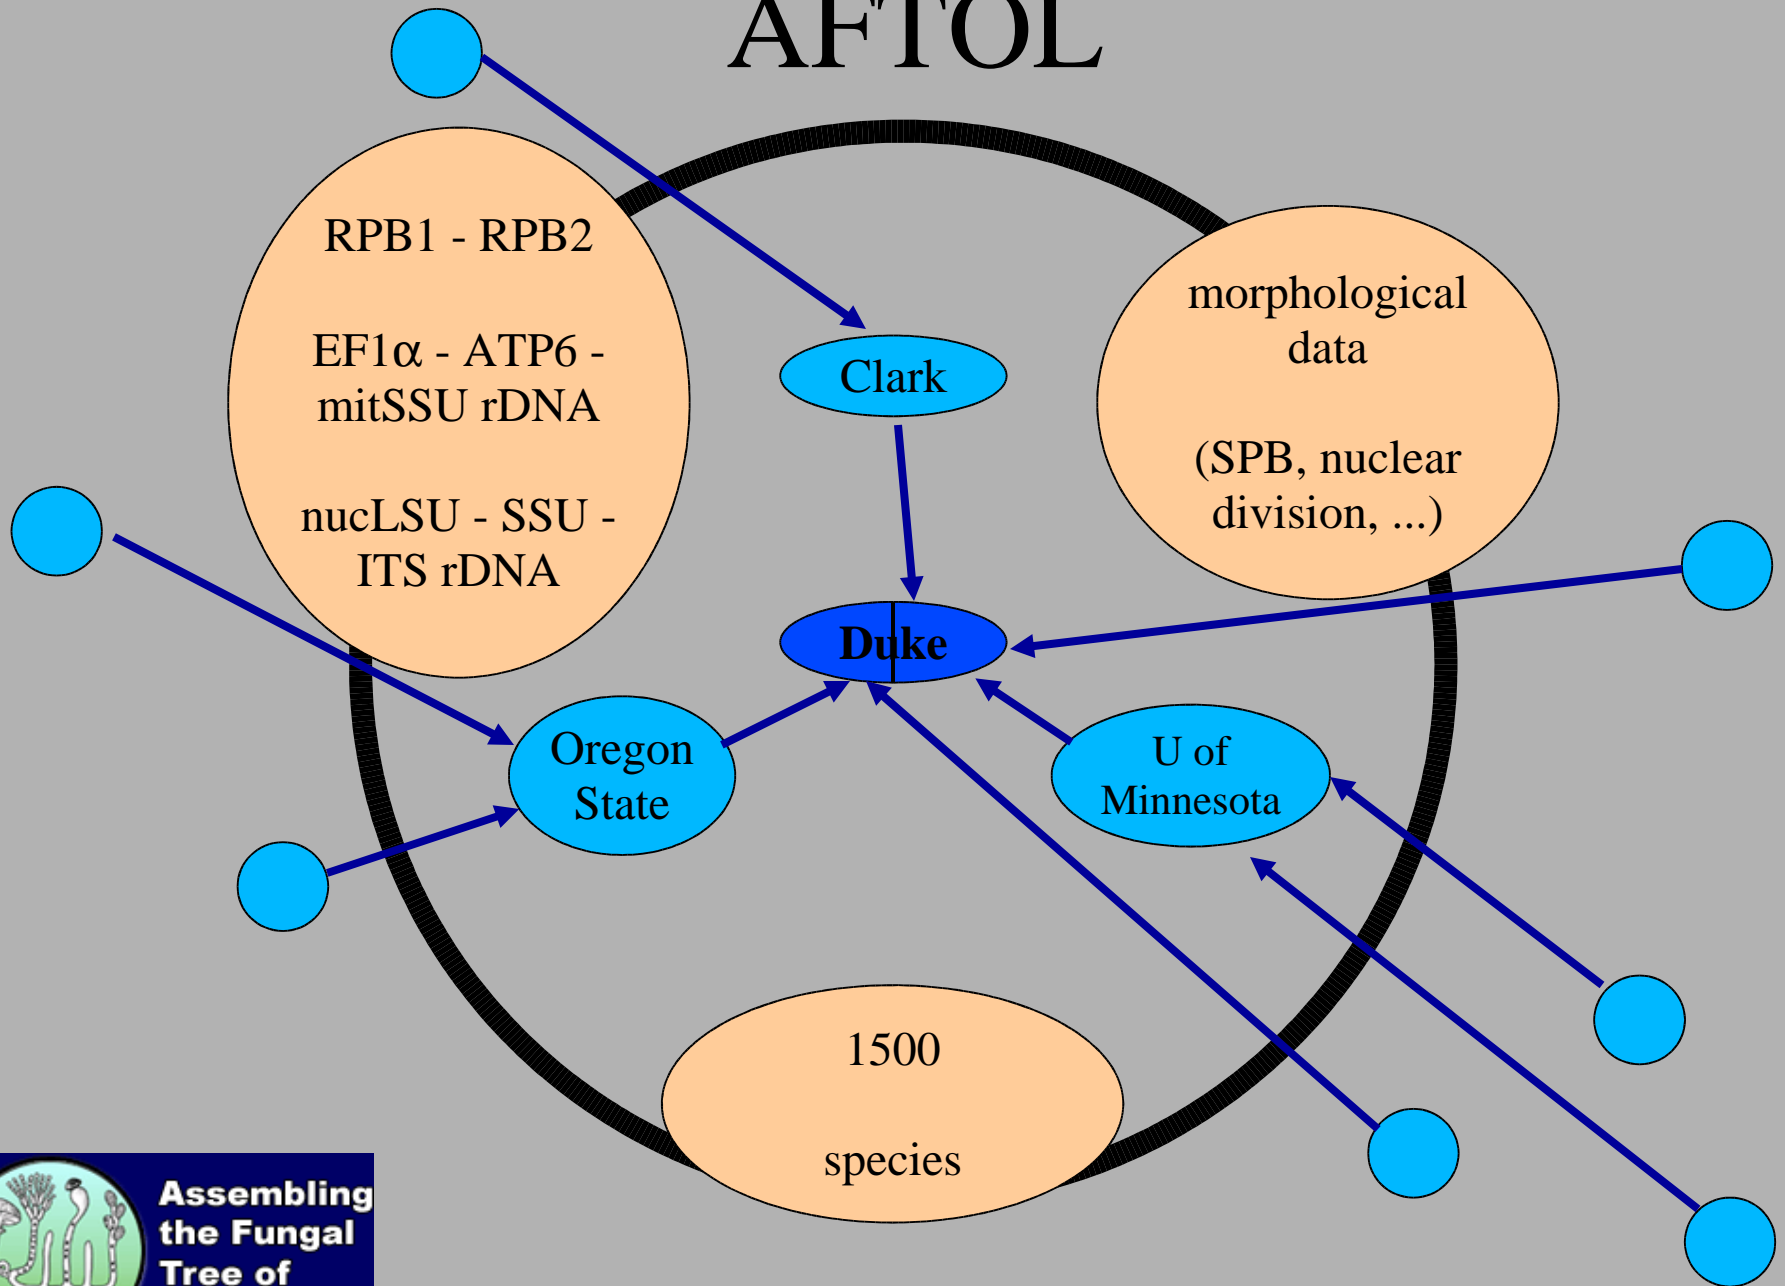 AFTOL
RPB1 - RPB2
EF1α - ATP6 -
mitSSU rDNA
nucLSU - SSU -
ITS rDNA
morphological
data
(SPB, nuclear
division, ...)
Clark
Duke
Oregon
State
U of
Minnesota
1500
species
Assembling
the Fungal
Tree of